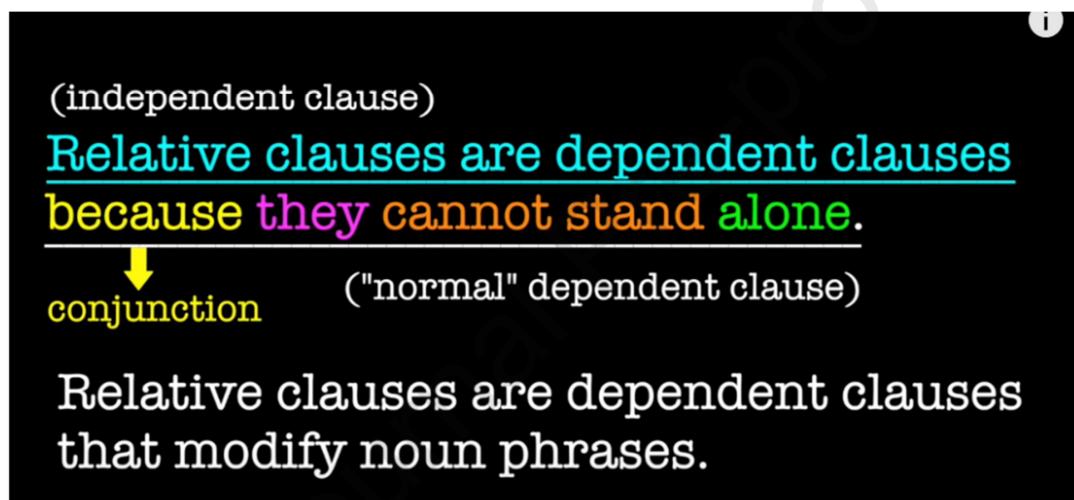 (independent clause)
Relative clauses are dependent clauses
because they cannot stand alone.
conjunction
("normal" dependent clause)
Relative clauses are dependent clauses
that modify noun phrases.